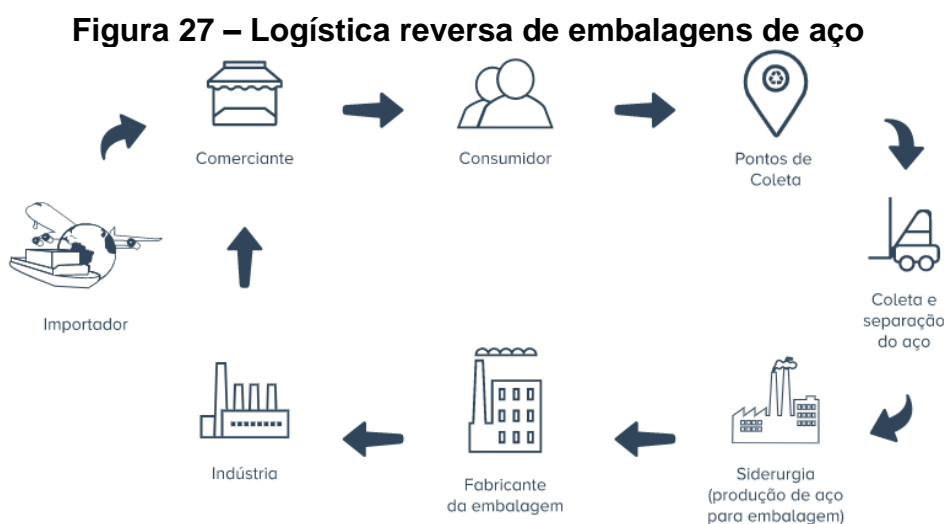 Figura 27 – Logística reversa de embalagens de aço
Comerciante
Consumidor
Pontos de
Coleta
Importador
Coleta e
separação
do aço
Indústria
Fabricante
da embalagem
Siderurgia
(produção de aço
para embalagem)